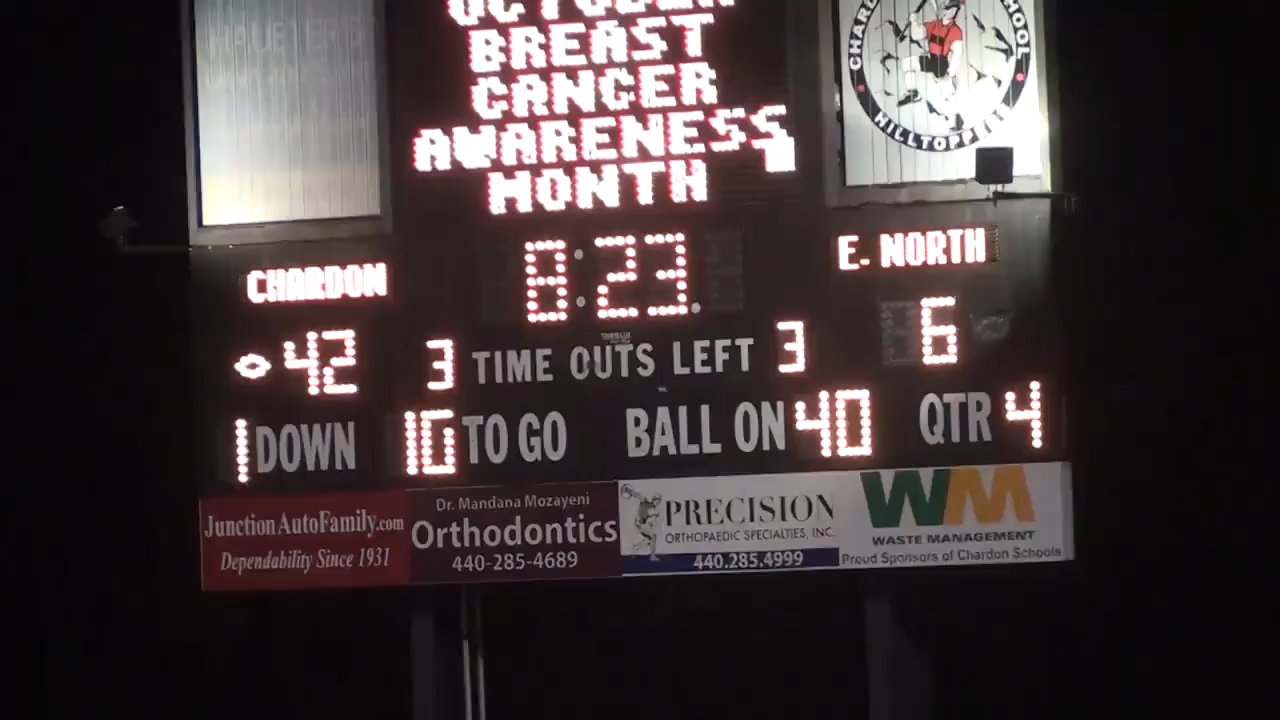 OCTOBER
BREAST
CANCER
AWARENESS
MONTH
HILLTOPPERS
CHARDON
8:23
E. NORTH
42
3 TIME OUTS LEFT 3
6
1 DOWN
10 TO GO
BALL ON 40
QTR 4
JunctionAutoFamily.com
Dependability Since 1931
Dr. Mandana Mozayeni
Orthodontics
440-285-4689
PRECISION
ORTHOPAEDIC SPECIALTIES, INC.
440.285.4999
WM
WASTE MANAGEMENT
Proud Sponsors of Chardon Schools